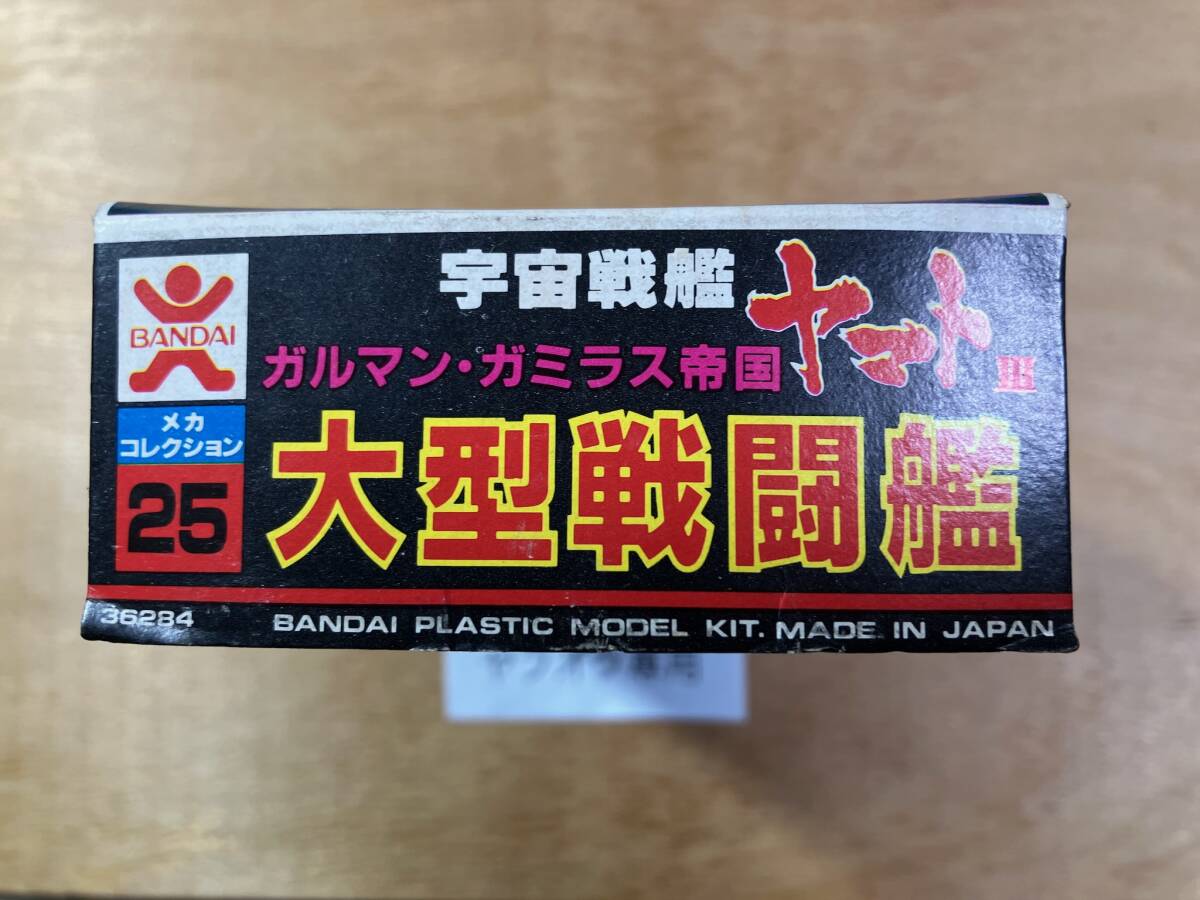 宇宙戦艦ヤマトIII
BANDAI
ガルマン・ガミラス帝国
メカ
コレクション
25
大型戦闘艦
36284 BANDAI PLASTIC MODEL KIT. MADE IN JAPAN